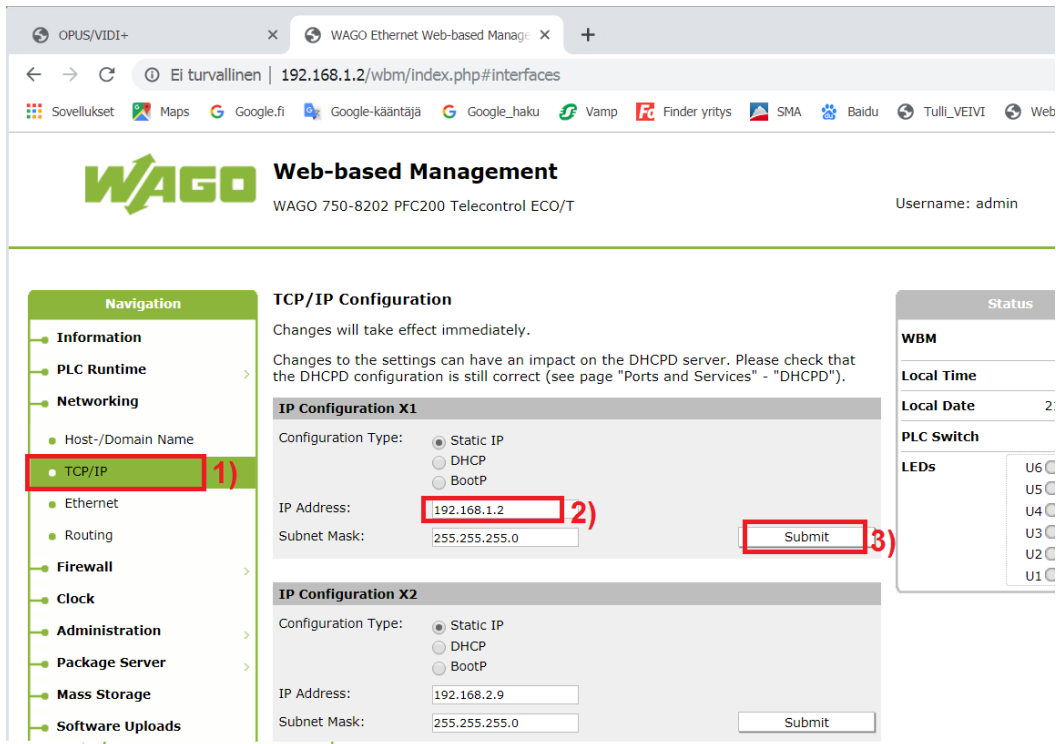 OPUS/VIDI+
WAGO Ethernet Web-based Manage
Ei turvallinen | 192.168.1.2/wbm/index.php#interfaces
Sovellukset Maps Google.fi Google-kääntäjä Google_haku Vamp Finder yritys SMA Baidu Tulli_VEIVI Web
WAGO
Web-based Management
WAGO 750-8202 PFC200 Telecontrol ECO/T
Username: admin
Navigation
Information
PLC Runtime
Networking
Host-/Domain Name
TCP/IP 1)
Ethernet
Routing
Firewall
Clock
Administration
Package Server
Mass Storage
Software Uploads
TCP/IP Configuration
Changes will take effect immediately.
Changes to the settings can have an impact on the DHCPD server. Please check that
the DHCPD configuration is still correct (see page "Ports and Services" - "DHCPD").
IP Configuration X1
Configuration Type: Static IP
DHCP
BootP
IP Address: 192.168.1.2 2)
Subnet Mask: 255.255.255.0 Submit 3)
IP Configuration X2
Configuration Type: Static IP
DHCP
BootP
IP Address: 192.168.2.9
Subnet Mask: 255.255.255.0 Submit
Status
WBM
Local Time
Local Date 2
PLC Switch
LEDs U6
U5
U4
U3
U2
U1